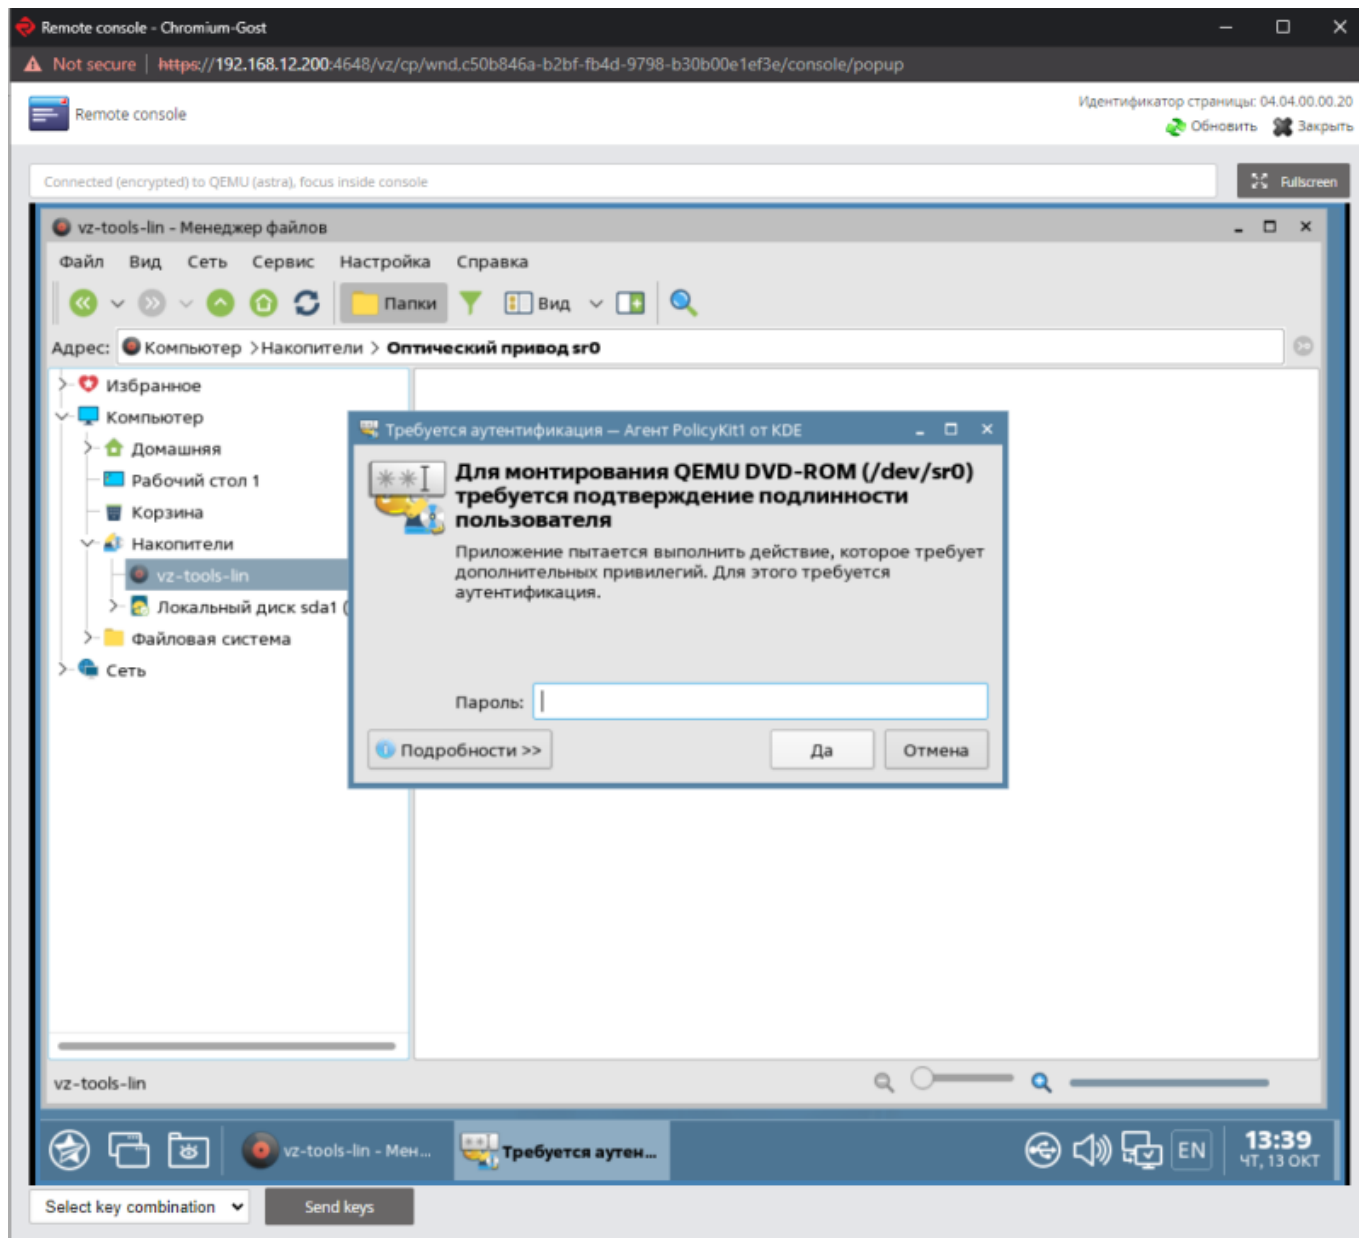 Remote console - Chromium-Gost
Not secure | https://192.168.12.200:4648/vz/cp/wnd,c50b846a-b2bf-fb4d-9798-b30b00e1ef3e/console/popup
Remote console
Идентификатор страницы: 04.04.00.00.20
Обновить Закрыть
Connected (encrypted) to QEMU (astra), focus inside console
Fullscreen
vz-tools-lin - Менеджер файлов
Файл Вид Сеть Сервис Настройка Справка
Папки Вид
Адрес: Компьютер >Накопители > Оптический привод sr0
Избранное
Компьютер
Домашняя
Рабочий стол 1
Корзина
Накопители
vz-tools-lin
Локальный диск sda1 (
Файловая система
Сеть
Требуется аутентификация — Агент PolicyKit1 от KDE
Для монтирования QEMU DVD-ROM (/dev/sr0)
требуется подтверждение подлинности
пользователя
Приложение пытается выполнить действие, которое требует
дополнительных привилегий. Для этого требуется
аутентификация.
Пароль:
Подробности >>
Да
Отмена
vz-tools-lin
vz-tools-lin - Мен...
Требуется аутен...
EN
13:39
ЧТ, 13 ОКТ
Select key combination
Send keys